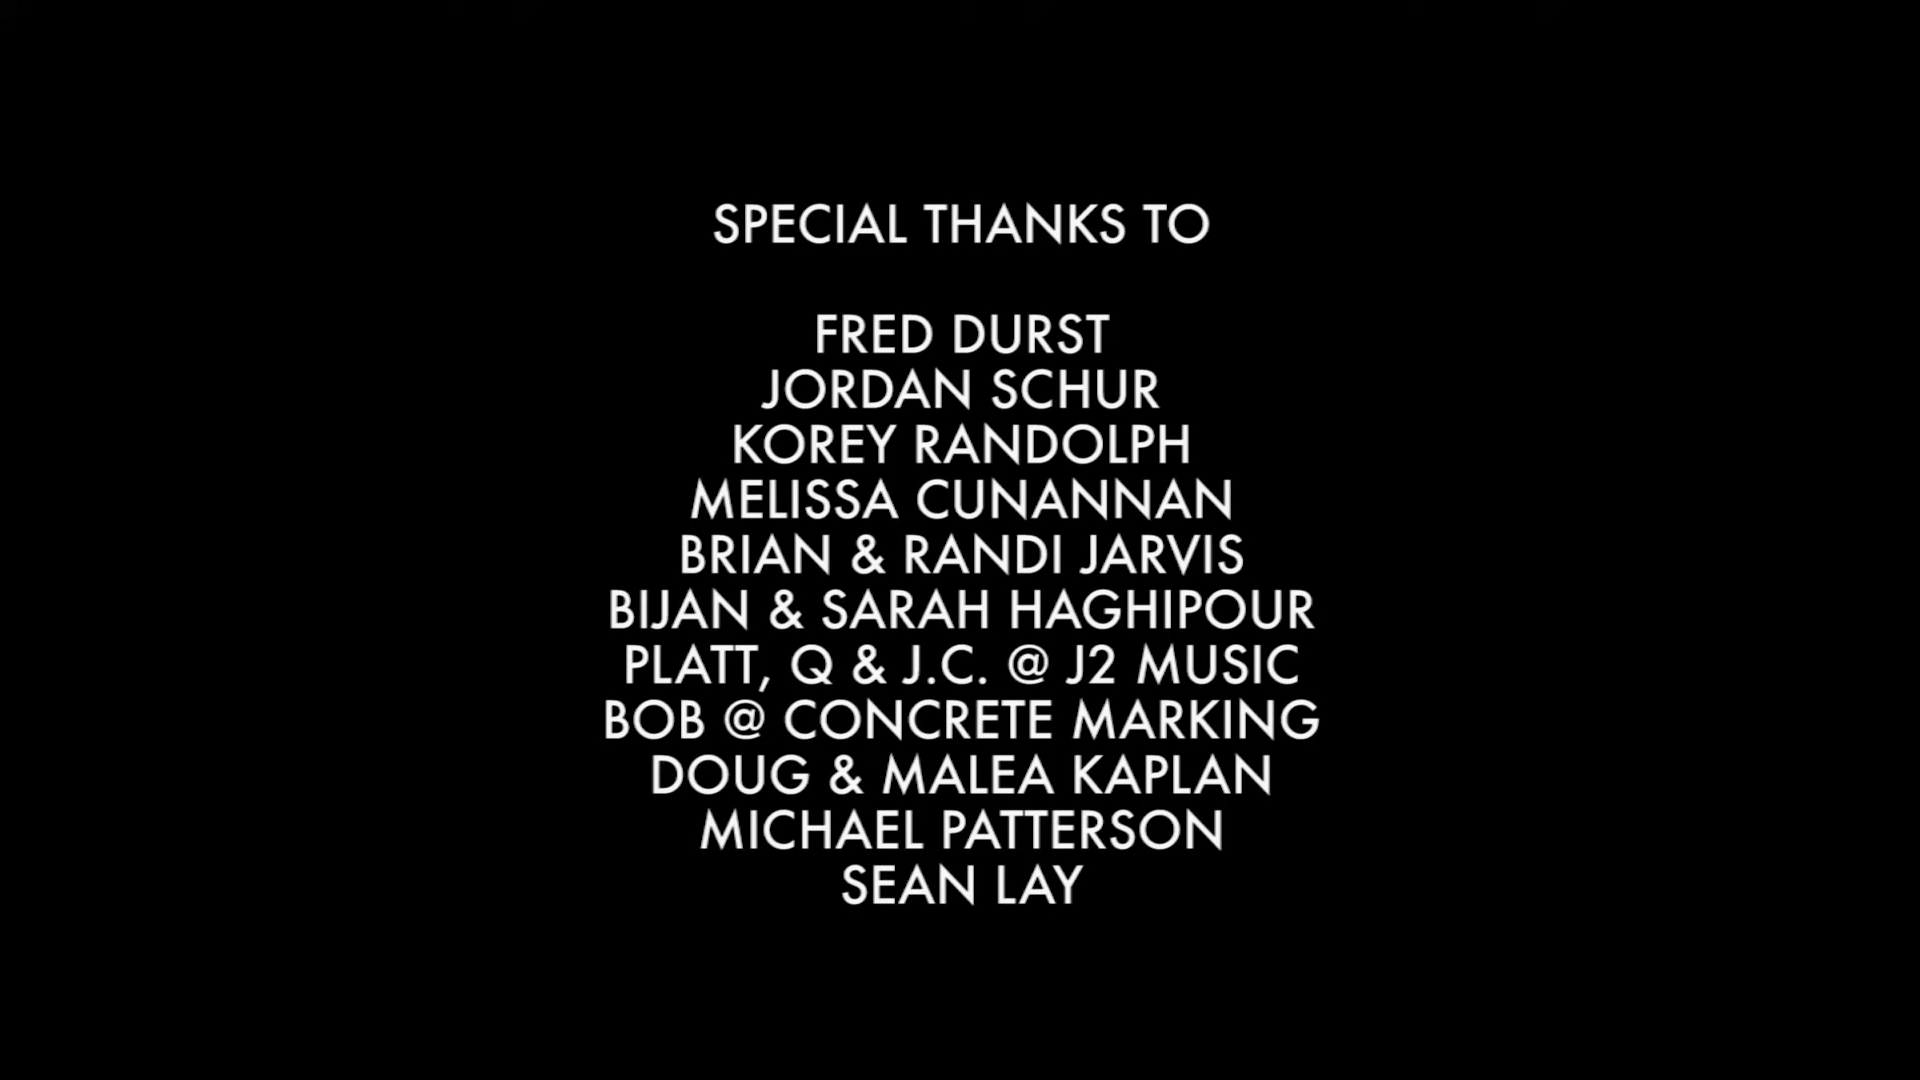 SPECIAL THANKS TO
FRED DURST
JORDAN SCHUR
KOREY RANDOLPH
MELISSA CUNANNAN
BRIAN & RANDI JARVIS
BIJAN & SARAH HAGHIPOUR
PLATT, Q & J.C. @ J2 MUSIC
BOB @ CONCRETE MARKING
DOUG & MALEA KAPLAN
MICHAEL PATTERSON
SEAN LAY